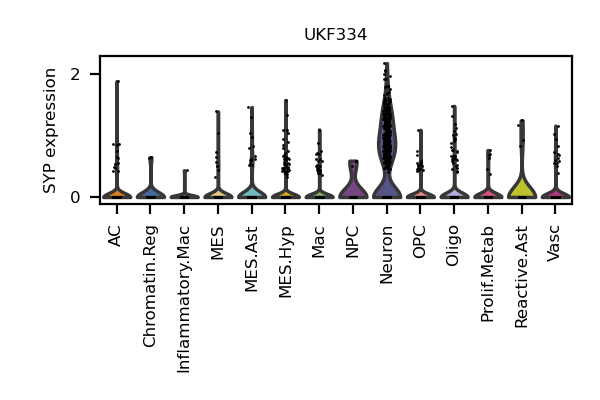 UKF334
SYP expression
2
0
AC
Chromatin.Reg
Inflammatory.Mac
MES
MES.Ast
MES.Hyp
Mac
NPC
Neuron
OPC
Oligo
Prolif.Metab
Reactive.Ast
Vasc